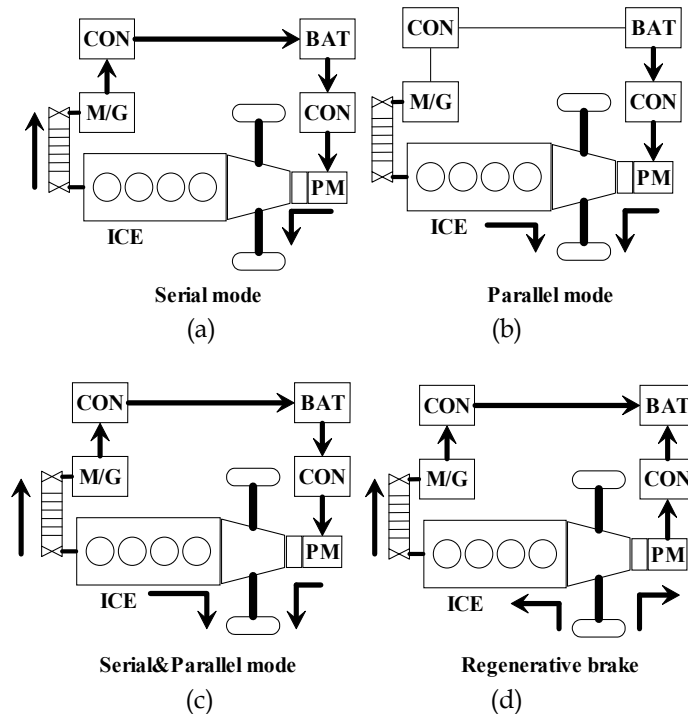 CON
BAT
M/G
CON
PM
ICE
Serial mode
(a)
CON
BAT
M/G
CON
PM
ICE
Parallel mode
(b)
CON
BAT
M/G
CON
PM
ICE
Serial&Parallel mode
(c)
CON
BAT
M/G
CON
PM
ICE
Regenerative brake
(d)